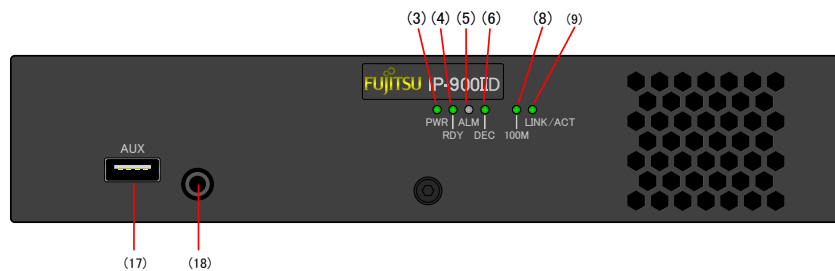 (3) (4) (5) (6) (8) (9)
FUJITSU IP-900IID
PWR ALM LINK/ACT
RDY DEC 100M
AUX
(17) (18)